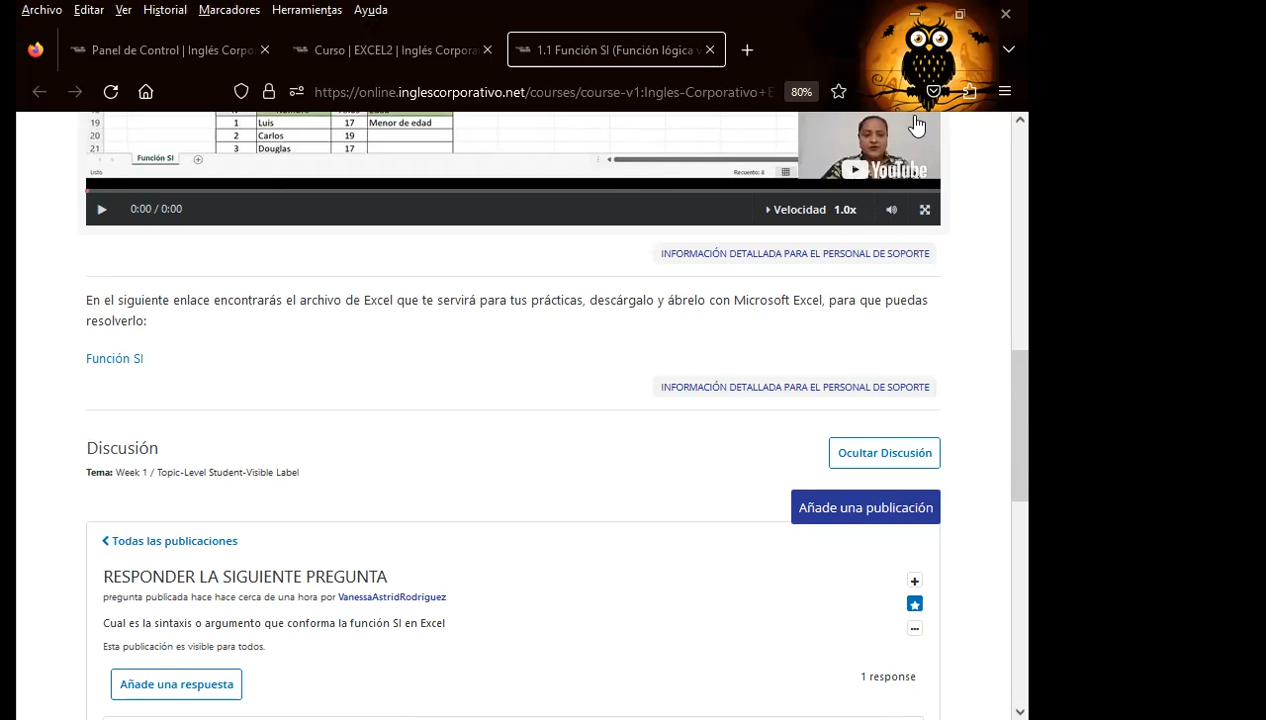 Archivo Editar Ver Historial Marcadores Herramientas Ayuda
Panel de Control | Inglés Corpo
Curso | EXCEL2 | Inglés Corpora
1.1 Función SI (Función lógica
https://online.inglescorporativo.net/courses/course-v1:Ingles-Corporativo+E
80%
19 1 Luis 17 Menor de edad
20 2 Carlos 19
21 3 Douglas 17
Función SI
Listo
Recuento: 8
YouTube
0:00 / 0:00
Velocidad 1.0x
INFORMACIÓN DETALLADA PARA EL PERSONAL DE SOPORTE
En el siguiente enlace encontrarás el archivo de Excel que te servirá para tus prácticas, descárgalo y ábrelo con Microsoft Excel, para que puedas
resolverlo:
Función SI
INFORMACIÓN DETALLADA PARA EL PERSONAL DE SOPORTE
Discusión
Ocultar Discusión
Tema: Week 1 / Topic-Level Student-Visible Label
Añade una publicación
Todas las publicaciones
RESPONDER LA SIGUIENTE PREGUNTA
pregunta publicada hace hace cerca de una hora por VanessaAstridRodriguez
Cual es la sintaxis o argumento que conforma la función SI en Excel
Esta publicación es visible para todos.
Añade una respuesta
1 response